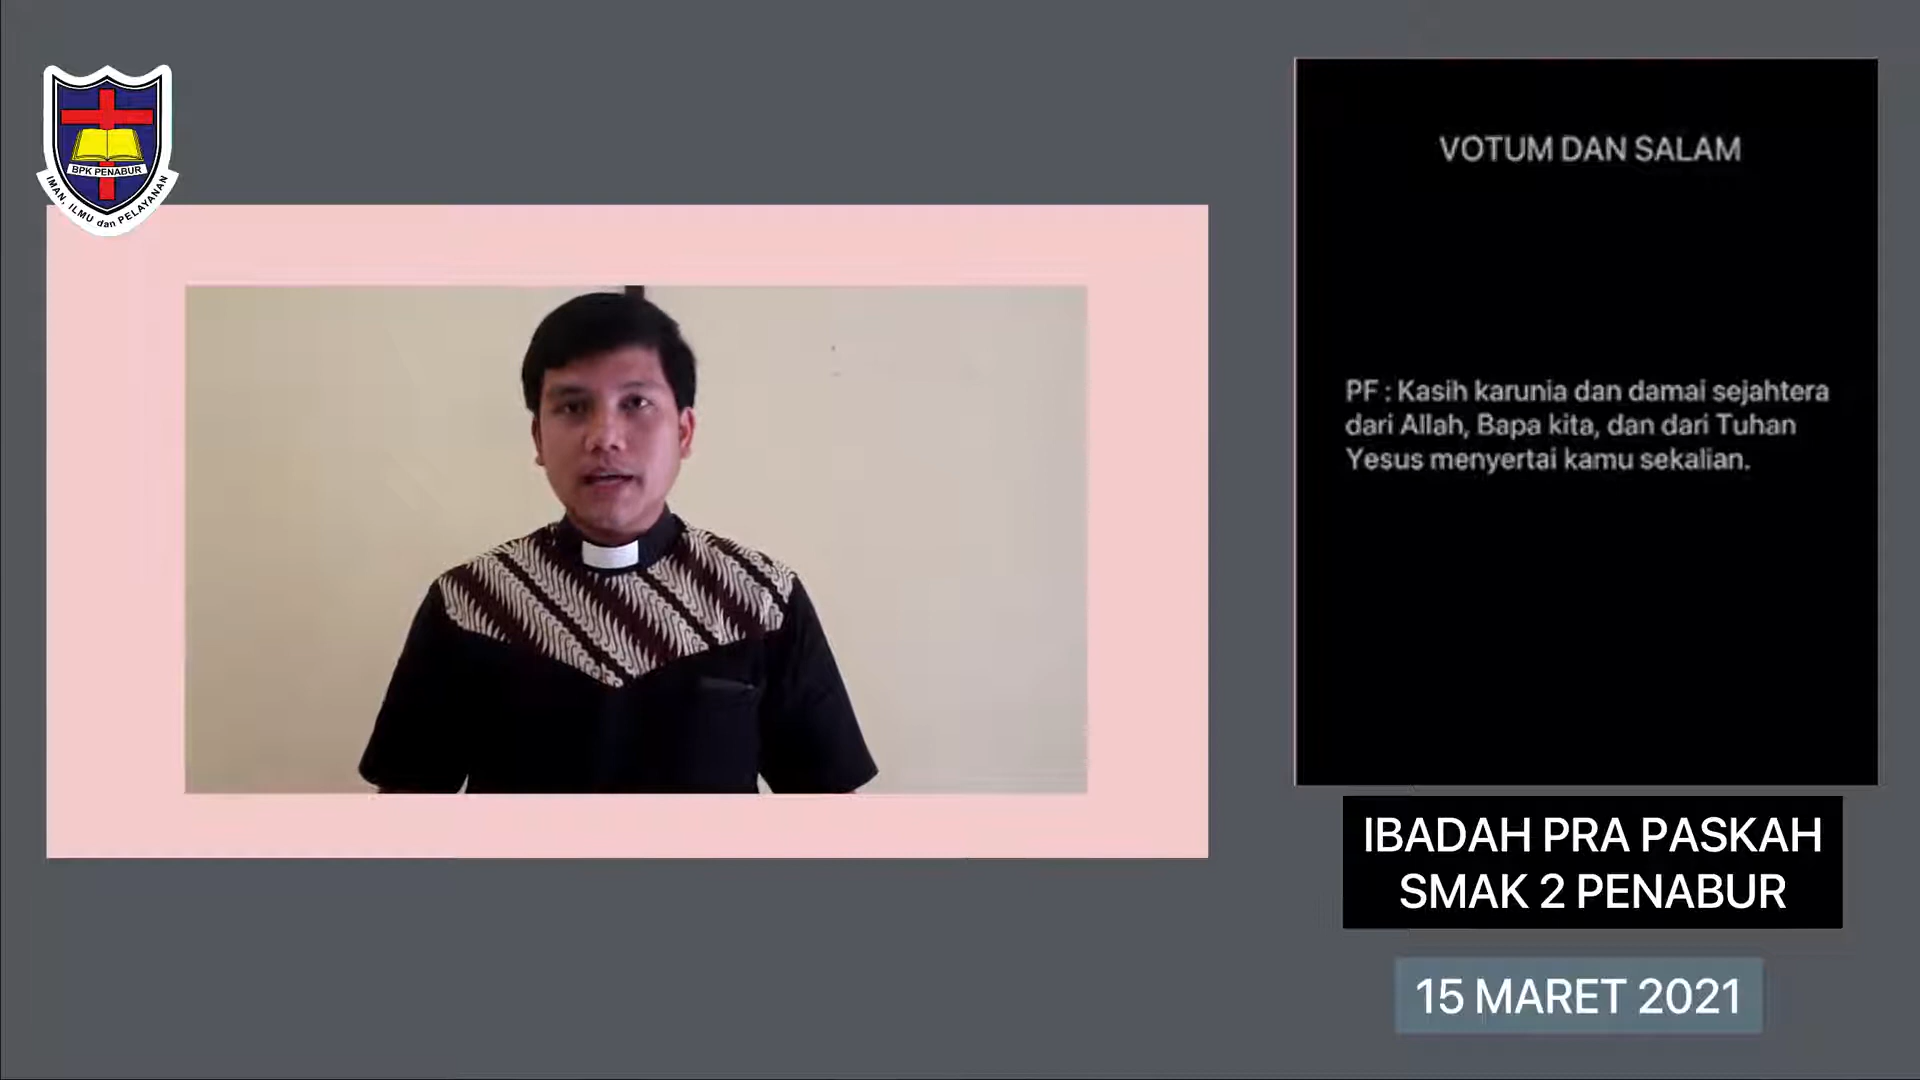 BPK PENABUR
IMAN, ILMU dan PELAYANAN
VOTUM DAN SALAM
PF : Kasih karunia dan damai sejahtera
dari Allah, Bapa kita, dan dari Tuhan
Yesus menyertai kamu sekalian.
IBADAH PRA PASKAH
SMAK 2 PENABUR
15 MARET 2021